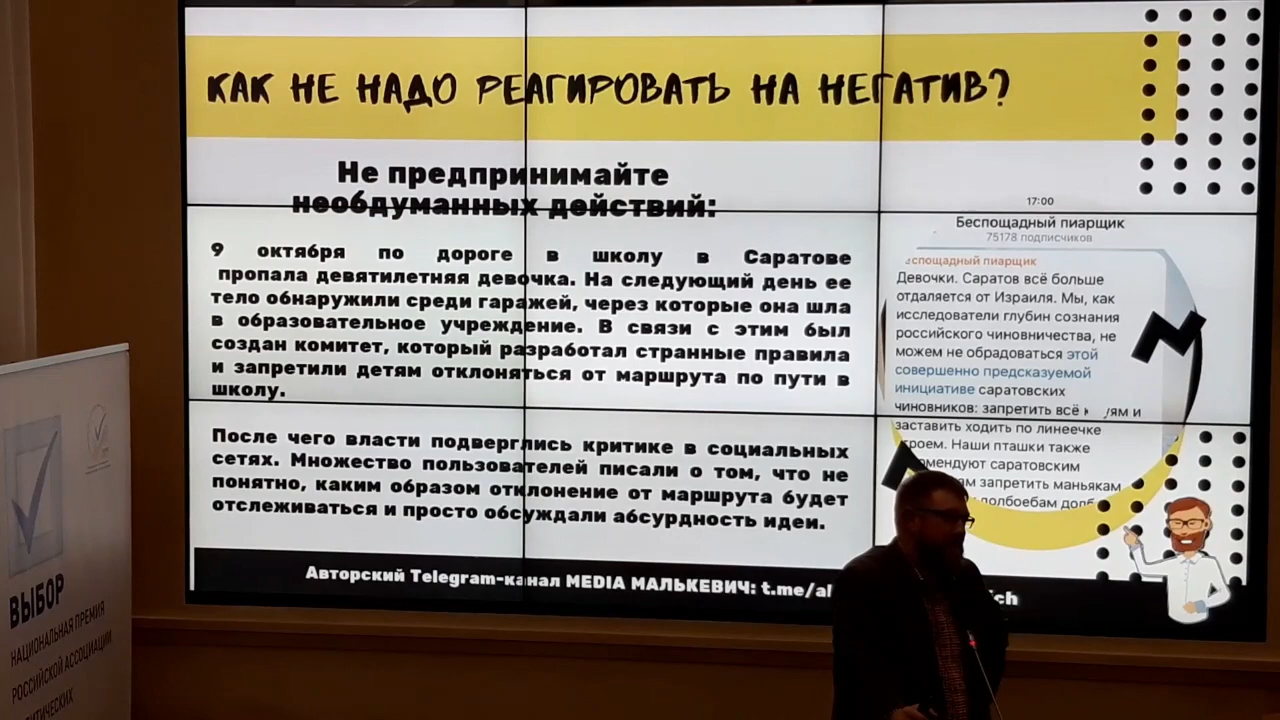 КАК НЕ НАДО РЕАГИРОВАТЬ НА НЕГАТИВ?
Не предпринимайте
необдуманных действий:
9 октября по дороге в школу в Саратове
пропала девятилетняя девочка. На следующий день ее
тело обнаружили среди гаражей, через которые она шла
в образовательное учреждение. В связи с этим был
создан комитет, который разработал странные правила
и запретили детям отклоняться от маршрута по пути в
школу.
После чего власти подверглись критике в социальных
сетях. Множество пользователей писали о том, что не
понятно, каким образом отклонение от маршрута будет
отслеживаться и просто обсуждали абсурдность идеи.
17:00
Беспощадный пиарщик
75178 подписчиков
еспощадный пиарщик
Девочки. Саратов всё больше
отдаляется от Израиля. Мы, как
исследователи глубин сознания
российского чиновничества, не
можем не обрадоваться этой
совершенно предсказуемой
инициативе саратовских
чиновников: запретить всё
заставить ходить по линеечке
строем. Наши пташки также
саратовским
запретить маньякам
Авторский Telegram-канал MEDIA МАЛЬКЕВИЧ: t.me/al
ВЫБОР
НАЦИОНАЛЬНАЯ ПРЕМИЯ
РОССИЙСКОЙ АССОЦИАЦИИ